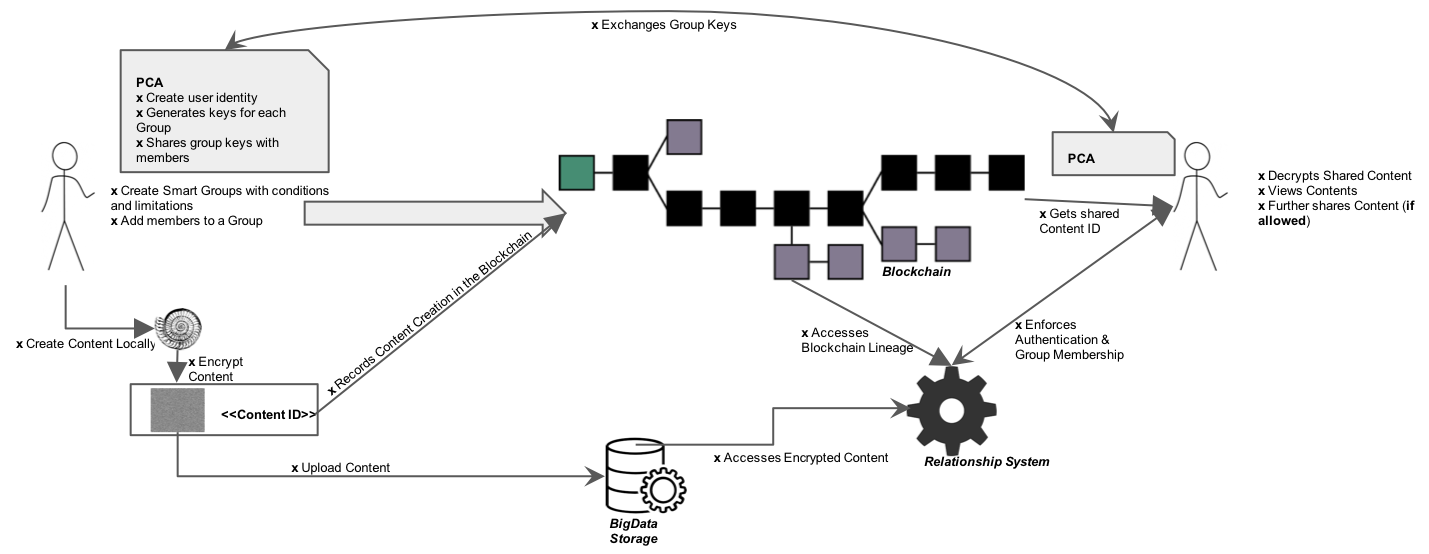 x Exchanges Group Keys
PCA
x Create user identity
x Generates keys for each
Group
x Shares group keys with
members
x Create Smart Groups with conditions
and limitations
x Add members to a Group
PCA
x Decrypts Shared Content
x Views Contents
x Further shares Content (if
allowed)
x Gets shared
Content ID
Blockchain
x Records Content Creation in the Blockchain
x Accesses
Blockchain Lineage
x Enforces
Authentication &
Group Membership
x Create Content Locally
x Encrypt
Content
<<Content ID>>
x Upload Content
x Accesses Encrypted Content
Relationship System
BigData
Storage